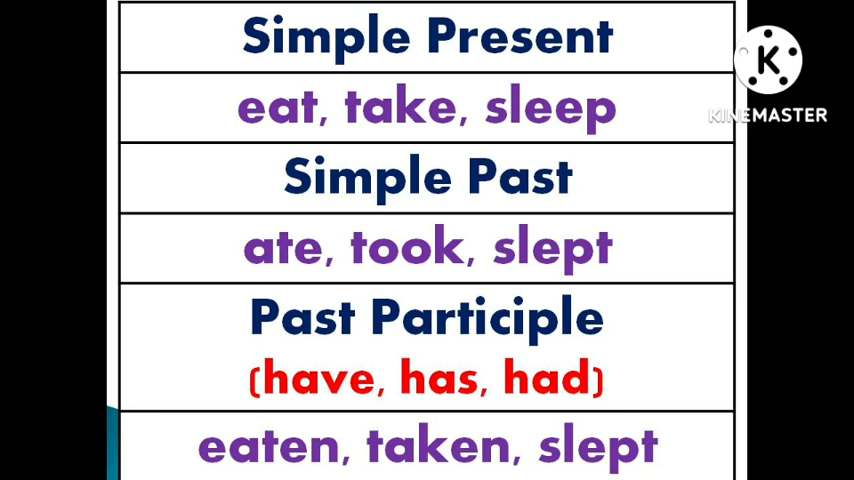 Simple Present
eat, take, sleep
Simple Past
ate, took, slept
Past Participle
(have, has, had)
eaten, taken, slept
K
KINEMASTER